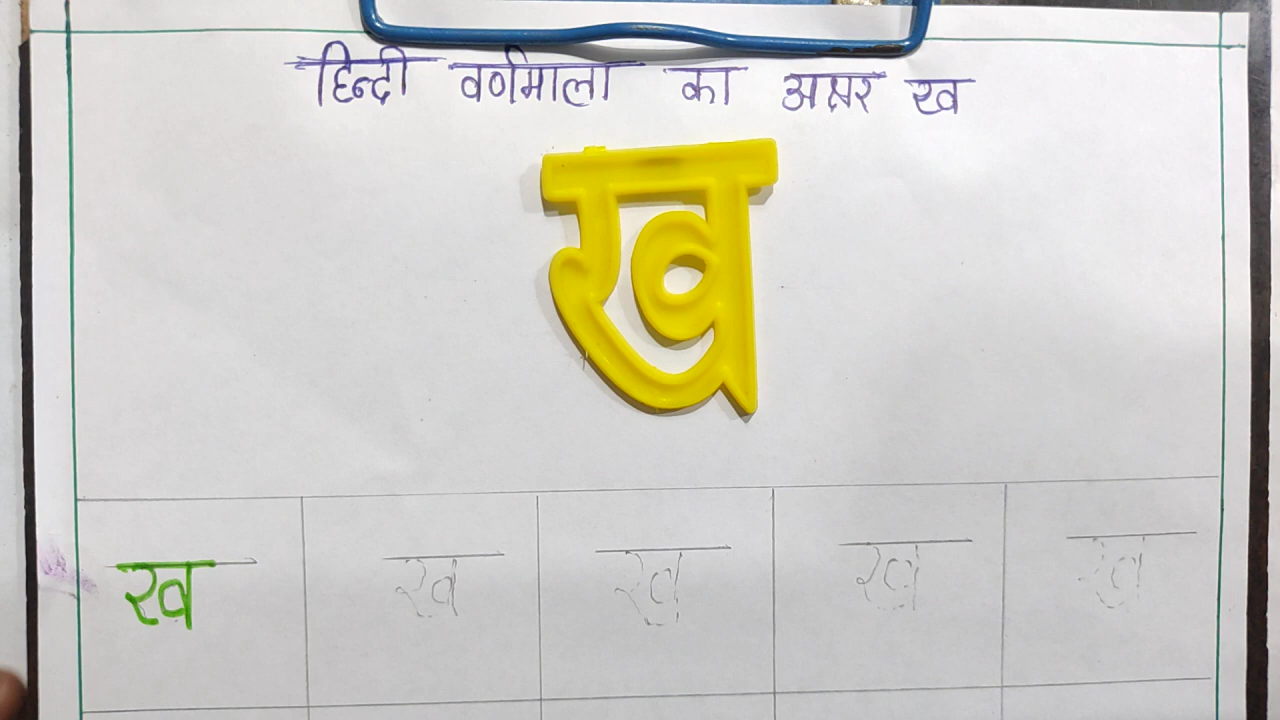 हिन्दी वर्णमाला का अक्षर ख
ख
ख ख ख ख ख